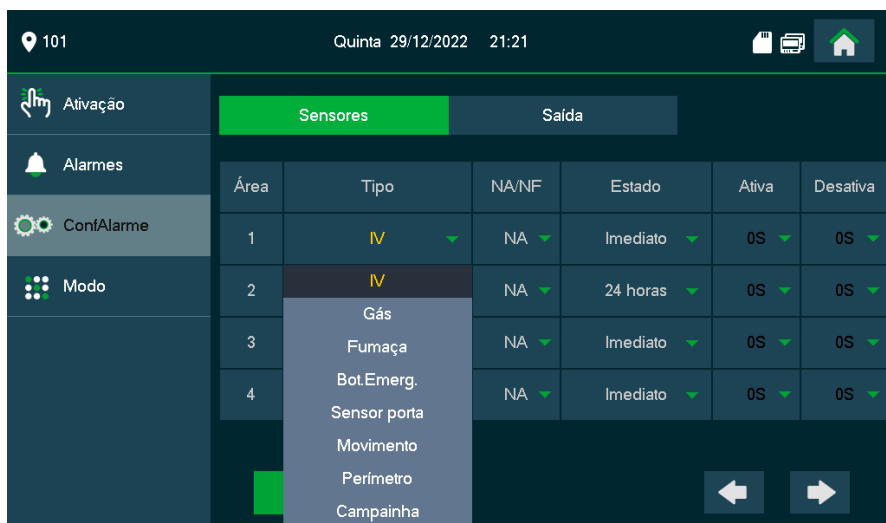 101 Quinta 29/12/2022 21:21
Ativação
Alarmes
ConfAlarme
Modo
Sensores Saída
Área Tipo NA/NF Estado Ativa Desativa
1 IV NA Imediato 0S 0S
IV
2 NA 24 horas 0S 0S
Gás
3 Fumaça NA Imediato 0S 0S
Bot.Emerg.
4 NA Imediato 0S 0S
Sensor porta
Movimento
Perímetro
Campainha